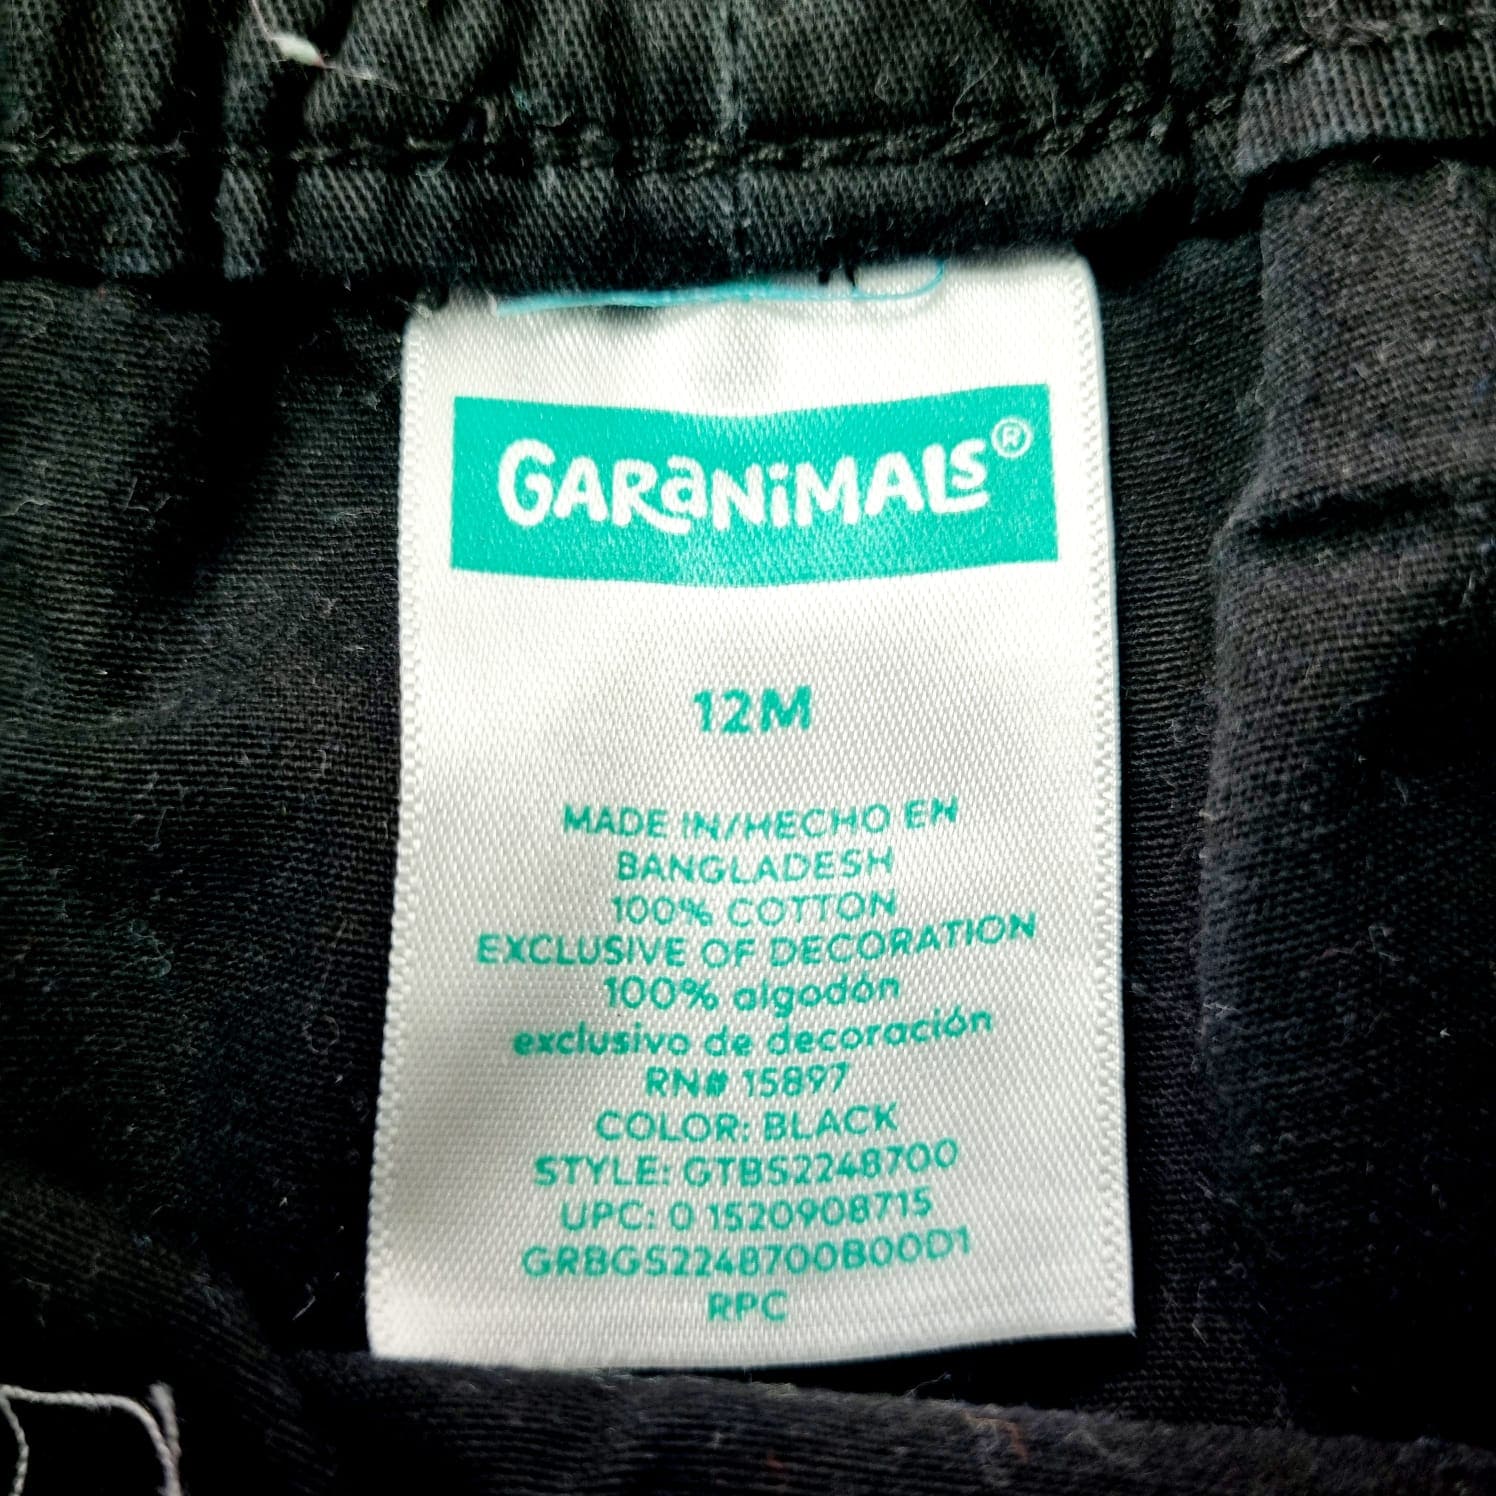 GARaNiMALS®
12M
MADE IN/HECHO EN
BANGLADESH
100% COTTON
EXCLUSIVE OF DECORATION
100% algodón
exclusivo de decoración
RN# 15897
COLOR: BLACK
STYLE: GTBS2248700
UPC: 0 1520908715
GRBGS2248700B00D1
RPC